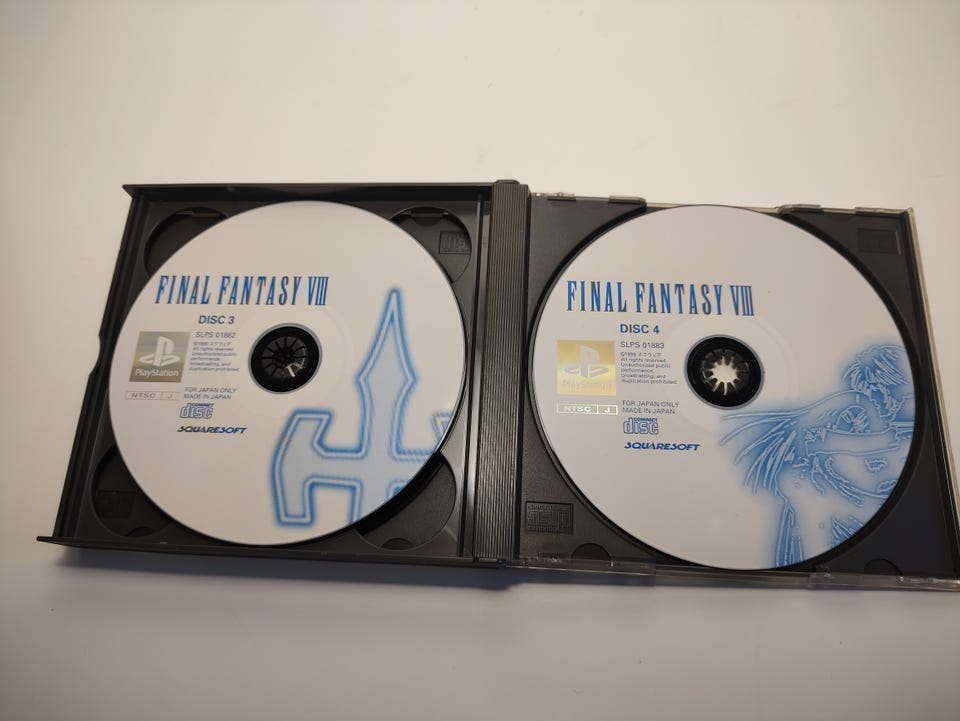 FINAL FANTASY VIII
DISC 3
SLPS 01882
©1999 スクウェア
All rights reserved.
Unauthorized public
performance,
broadcasting, and
duplication prohibited.
PlayStation
NTSC J
FOR JAPAN ONLY
MADE IN JAPAN
COMPACT
disc
SQUARESOFT
FINAL FANTASY VIII
DISC 4
SLPS 01883
©1999 スクウェア
All rights reserved.
Unauthorized public
performance,
broadcasting, and
duplication prohibited.
PlayStation
NTSC J
FOR JAPAN ONLY
MADE IN JAPAN
COMPACT
disc
SQUARESOFT